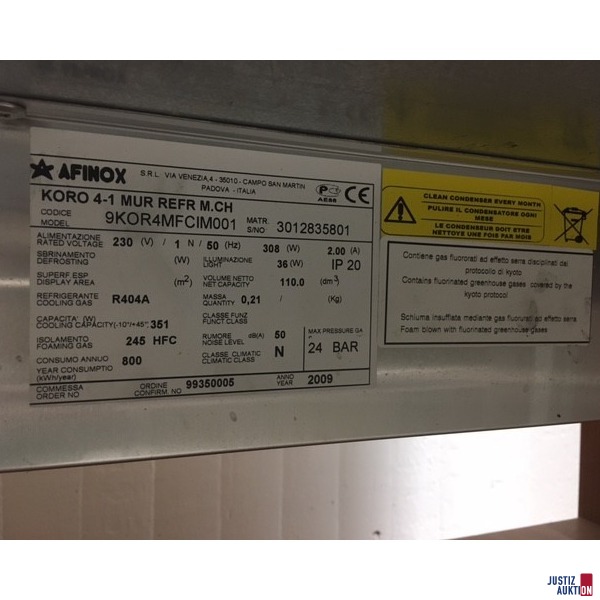 AFINOX
S.R.L. VIA VENEZIA,4 - 35010 - CAMPO SAN MARTIN
PADOVA - ITALIA
KORO 4-1 MUR REFR M.CH
CODICE
MODEL
9KOR4MFCIM001
MATR.
S/NO
3012835801
AE68
CE
ALIMENTAZIONE
RATED VOLTAGE
230 (V) / 1 N / 50 (Hz) 308 (W) 2.00 (A)
SBRINAMENTO
DEFROSTING
(W)
ILLUMINAZIONE
LIGHT
36 (W) IP 20
SUPERF ESP
DISPLAY AREA
(m²)
VOLUME NETTO
NET CAPACITY
110.0 (dm³)
REFRIGERANTE
COOLING GAS
R404A
MASSA
QUANTITY
0,21 / (Kg)
CAPACITA' (W)
COOLING CAPACITY[-10°/+45°]
351
CLASSE FUNZ
FUNCT CLASS
ISOLAMENTO
FOAMING GAS
245 HFC
RUMORE
NOISE LEVEL
dB(A) 50
MAX PRESSURE GA
24 BAR
CONSUMO ANNUO
YEAR CONSUMPTIO
(kWh/year)
800
CLASSE CLIMATIC
CLIMATIC CLASS
N
COMMESSA
ORDER NO
ORDINE
CONFIRM. NO
99350005
ANNO
YEAR
2009
CLEAN CONDENSER EVERY MONTH
PULIRE IL CONDENSATORE OGNI
MESE
LE CONDENSEUR DOIT ETRE
NETTOYE TOUT LES MOIS
Contiene gas fluorurati ad effetto serra disciplinati dal
protocollo di kyoto
Contains fluorinated greenhouse gases covered by the
kyoto protocol
Schiuma insufflata mediante gas fluorurati ad effetto serra
Foam blown with fluorinated greenhouse gases
JUSTIZ
AUKTION